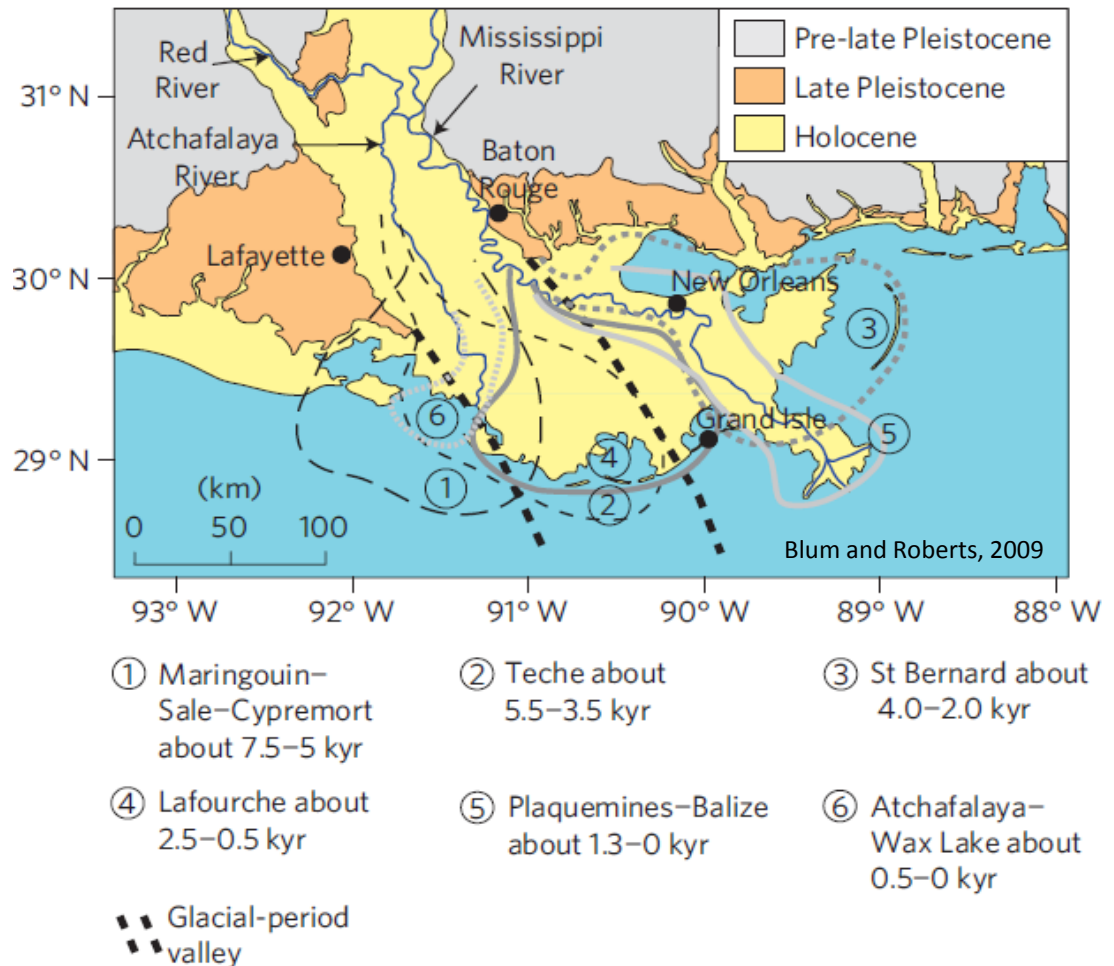 Red
River
Mississippi
River
Atchafalaya
River
Baton
Rouge
Lafayette
New Orleans
Grand Isle
Pre-late Pleistocene
Late Pleistocene
Holocene
31° N
30° N
29° N
1
2
3
4
5
6
(km)
0 50 100
Blum and Roberts, 2009
93° W 92° W 91° W 90° W 89° W 88° W
1 Maringouin–
Sale–Cypremort
about 7.5–5 kyr
2 Teche about
5.5–3.5 kyr
3 St Bernard about
4.0–2.0 kyr
4 Lafourche about
2.5–0.5 kyr
5 Plaquemines–Balize
about 1.3–0 kyr
6 Atchafalaya–
Wax Lake about
0.5–0 kyr
Glacial-period
valley